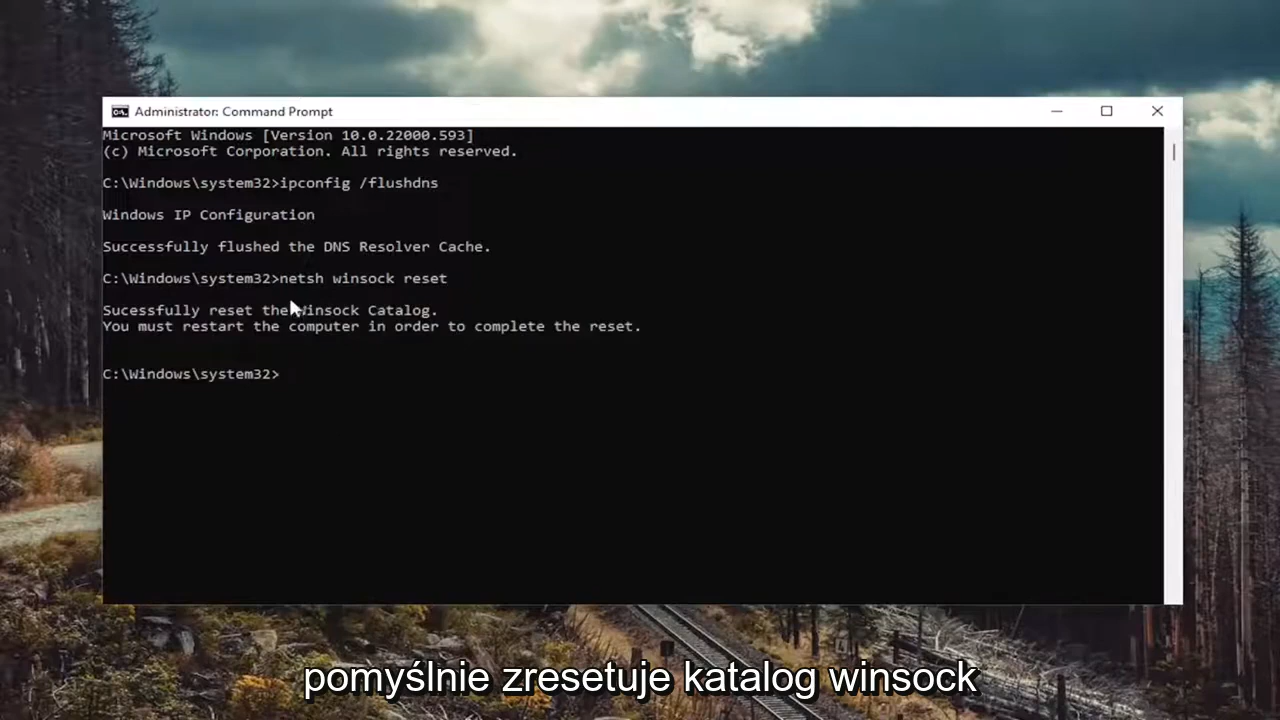 Administrator: Command Prompt
Microsoft Windows [Version 10.0.22000.593]
(c) Microsoft Corporation. All rights reserved.
C:\Windows\system32>ipconfig /flushdns
Windows IP Configuration
Successfully flushed the DNS Resolver Cache.
C:\Windows\system32>netsh winsock reset
Sucessfully reset the Winsock Catalog.
You must restart the computer in order to complete the reset.
C:\Windows\system32>
pomyślnie zresetuje katalog winsock